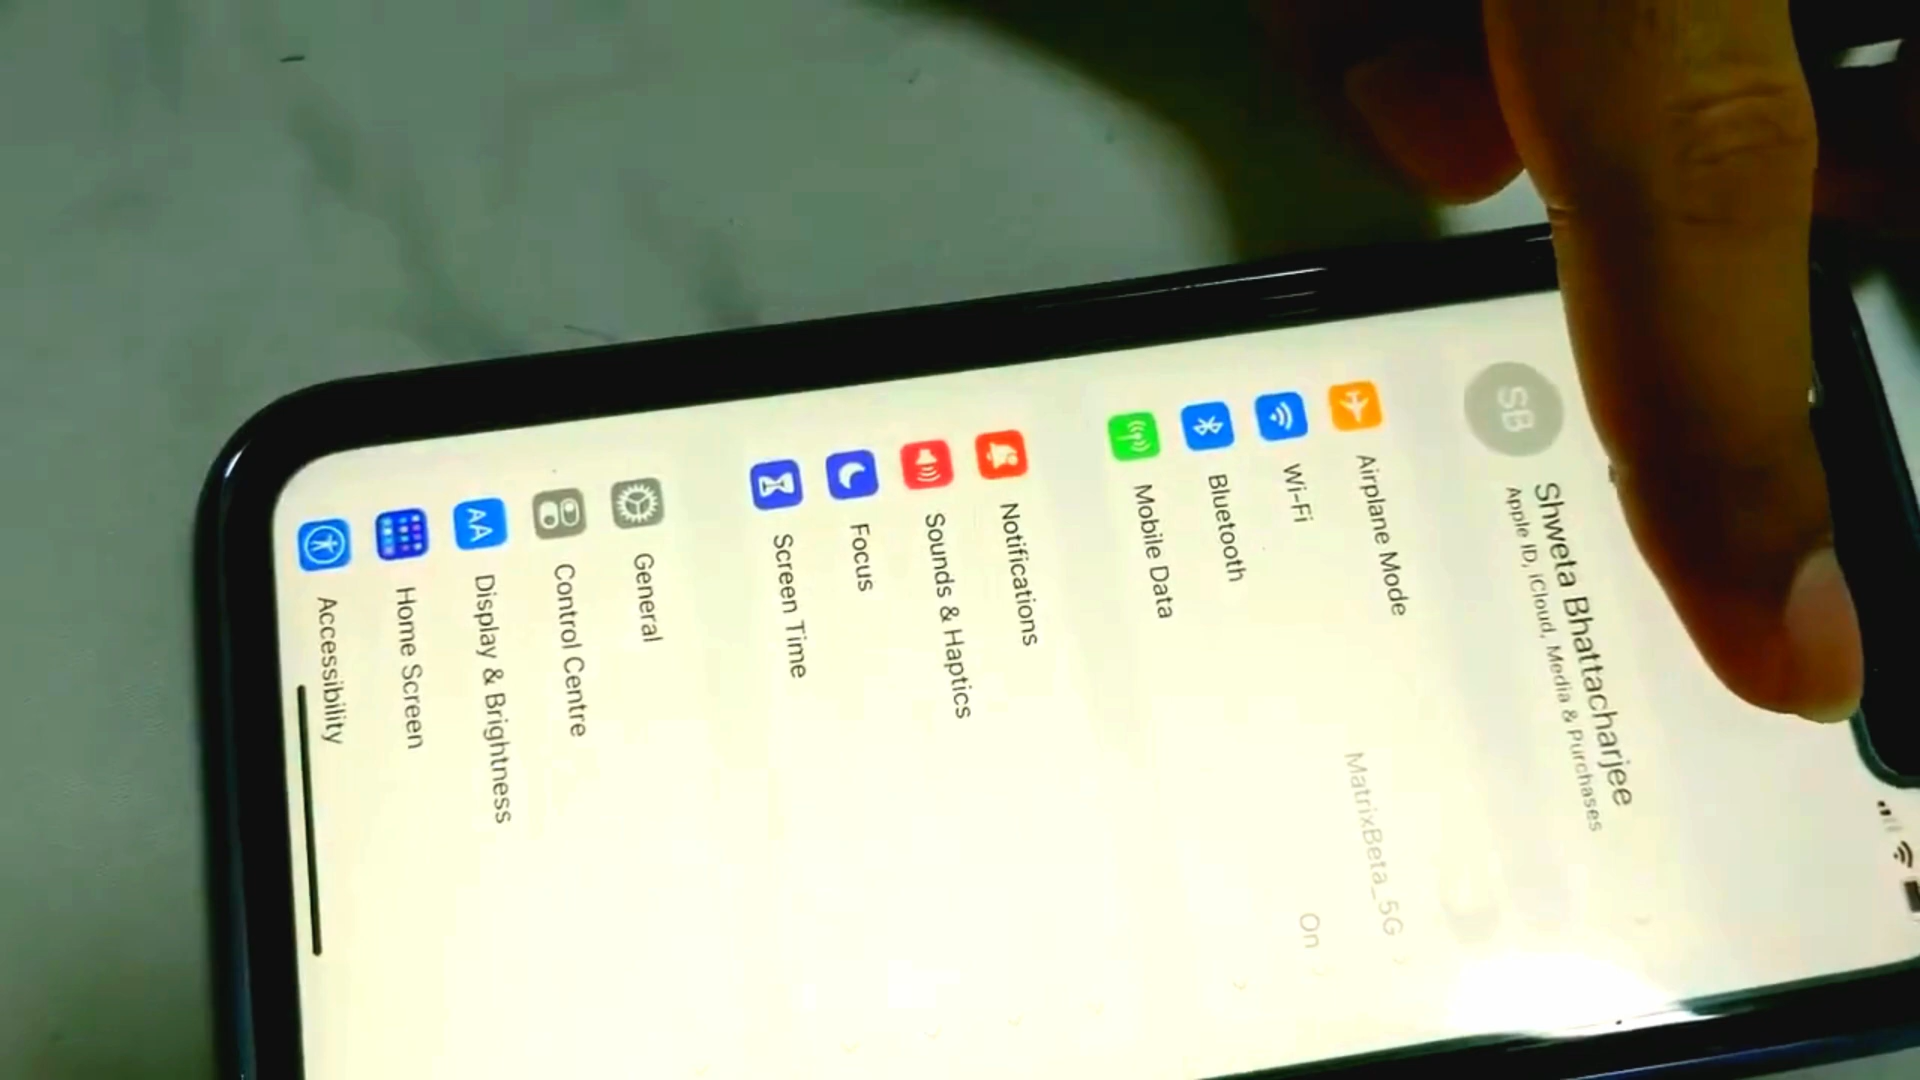 SB
Shweta Bhattacharjee
Apple ID, iCloud, Media & Purchases
Airplane Mode
Wi-Fi
MatrixBeta_5G
Bluetooth
On
Mobile Data
Notifications
Sounds & Haptics
Focus
Screen Time
General
Control Centre
AA
Display & Brightness
Home Screen
Accessibility